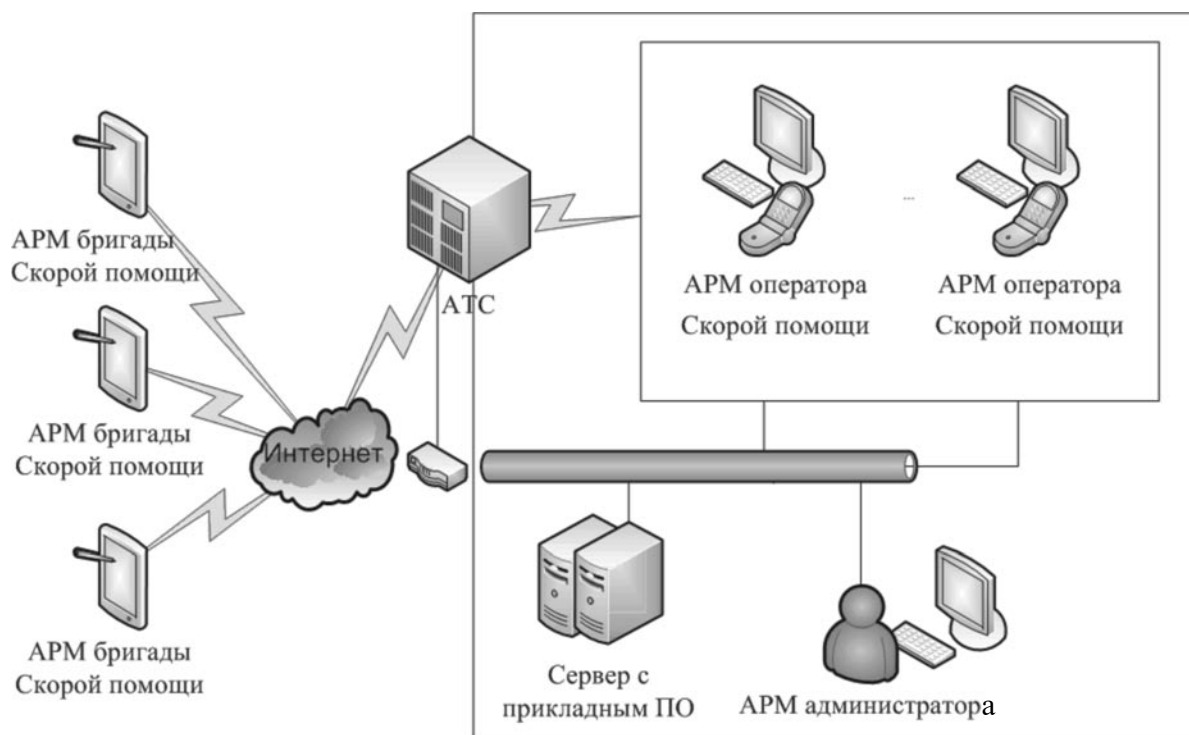 АРМ бригады
Скорой помощи
АРМ бригады
Скорой помощи
АРМ бригады
Скорой помощи
Интернет
АТС
АРМ оператора
Скорой помощи
...
АРМ оператора
Скорой помощи
Сервер с
прикладным ПО
АРМ администратора